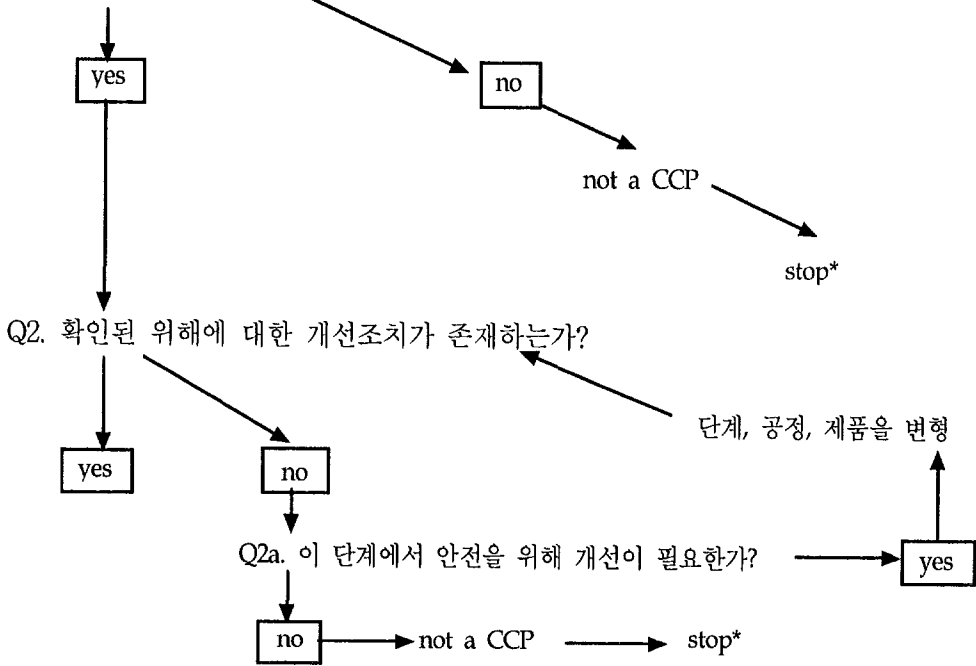 yes
no
not a CCP
stop*
Q2. 확인된 위해에 대한 개선조치가 존재하는가?
단계, 공정, 제품을 변형
yes
no
Q2a. 이 단계에서 안전을 위해 개선이 필요한가?
yes
no
not a CCP
stop*